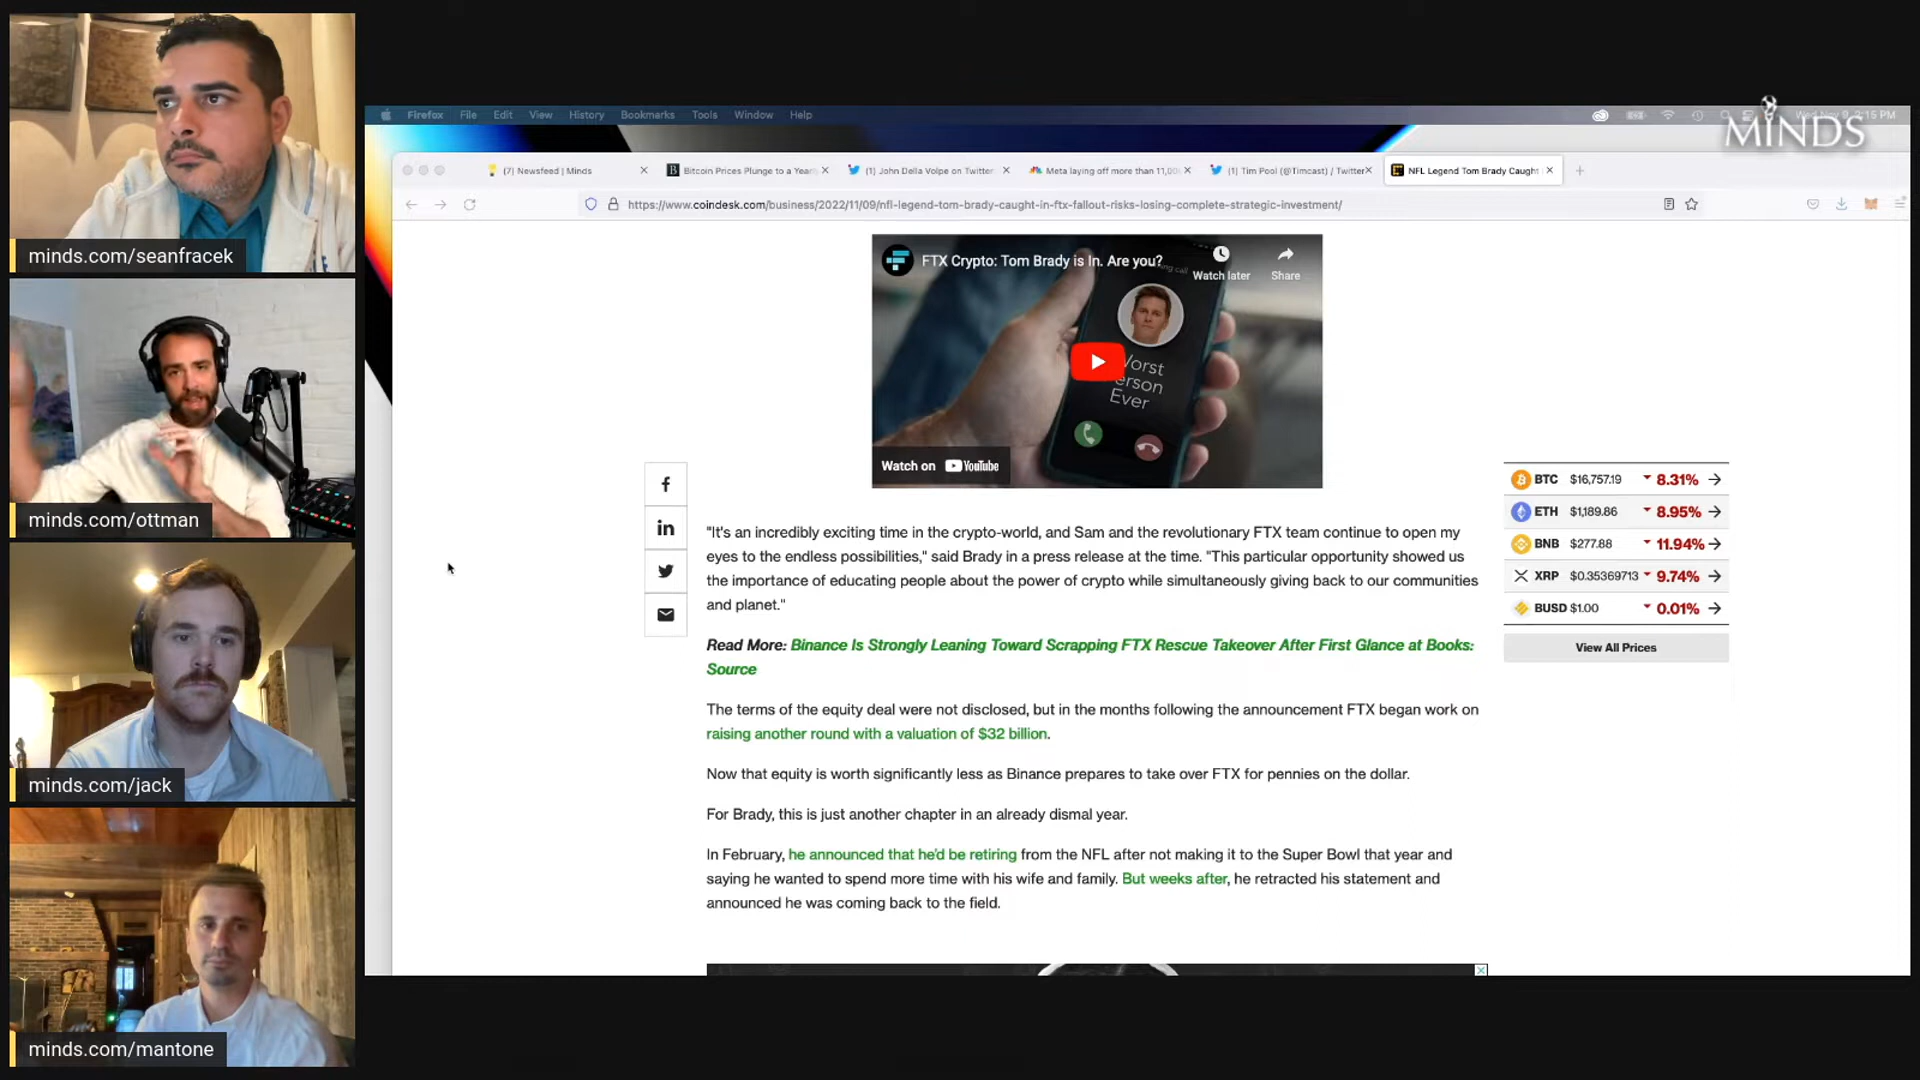 minds.com/seanfracek
minds.com/ottman
minds.com/jack
minds.com/mantone
Firefox File Edit View History Bookmarks Tools Window Help
Wed Nov 9 2:15 PM
MINDS
(7) Newsfeed | Minds
Bitcoin Prices Plunge to a Year
(1) John Della Volpe on Twitter
Meta laying off more than 11,00
(1) Tim Pool (@Timcast) / Twitter
NFL Legend Tom Brady Caught
https://www.coindesk.com/business/2022/11/09/nfl-legend-tom-brady-caught-in-ftx-fallout-risks-losing-complete-strategic-investment/
FTX Crypto: Tom Brady is In. Are you?
Watch later
Share
Ever
Watch on YouTube
"It's an incredibly exciting time in the crypto-world, and Sam and the revolutionary FTX team continue to open my
eyes to the endless possibilities," said Brady in a press release at the time. "This particular opportunity showed us
the importance of educating people about the power of crypto while simultaneously giving back to our communities
and planet."
Read More: Binance Is Strongly Leaning Toward Scrapping FTX Rescue Takeover After First Glance at Books:
Source
The terms of the equity deal were not disclosed, but in the months following the announcement FTX began work on
raising another round with a valuation of $32 billion.
Now that equity is worth significantly less as Binance prepares to take over FTX for pennies on the dollar.
For Brady, this is just another chapter in an already dismal year.
In February, he announced that he'd be retiring from the NFL after not making it to the Super Bowl that year and
saying he wanted to spend more time with his wife and family. But weeks after, he retracted his statement and
announced he was coming back to the field.
BTC $16,757.19 8.31%
ETH $1,189.86 8.95%
BNB $277.88 11.94%
XRP $0.35369713 9.74%
BUSD $1.00 0.01%
View All Prices